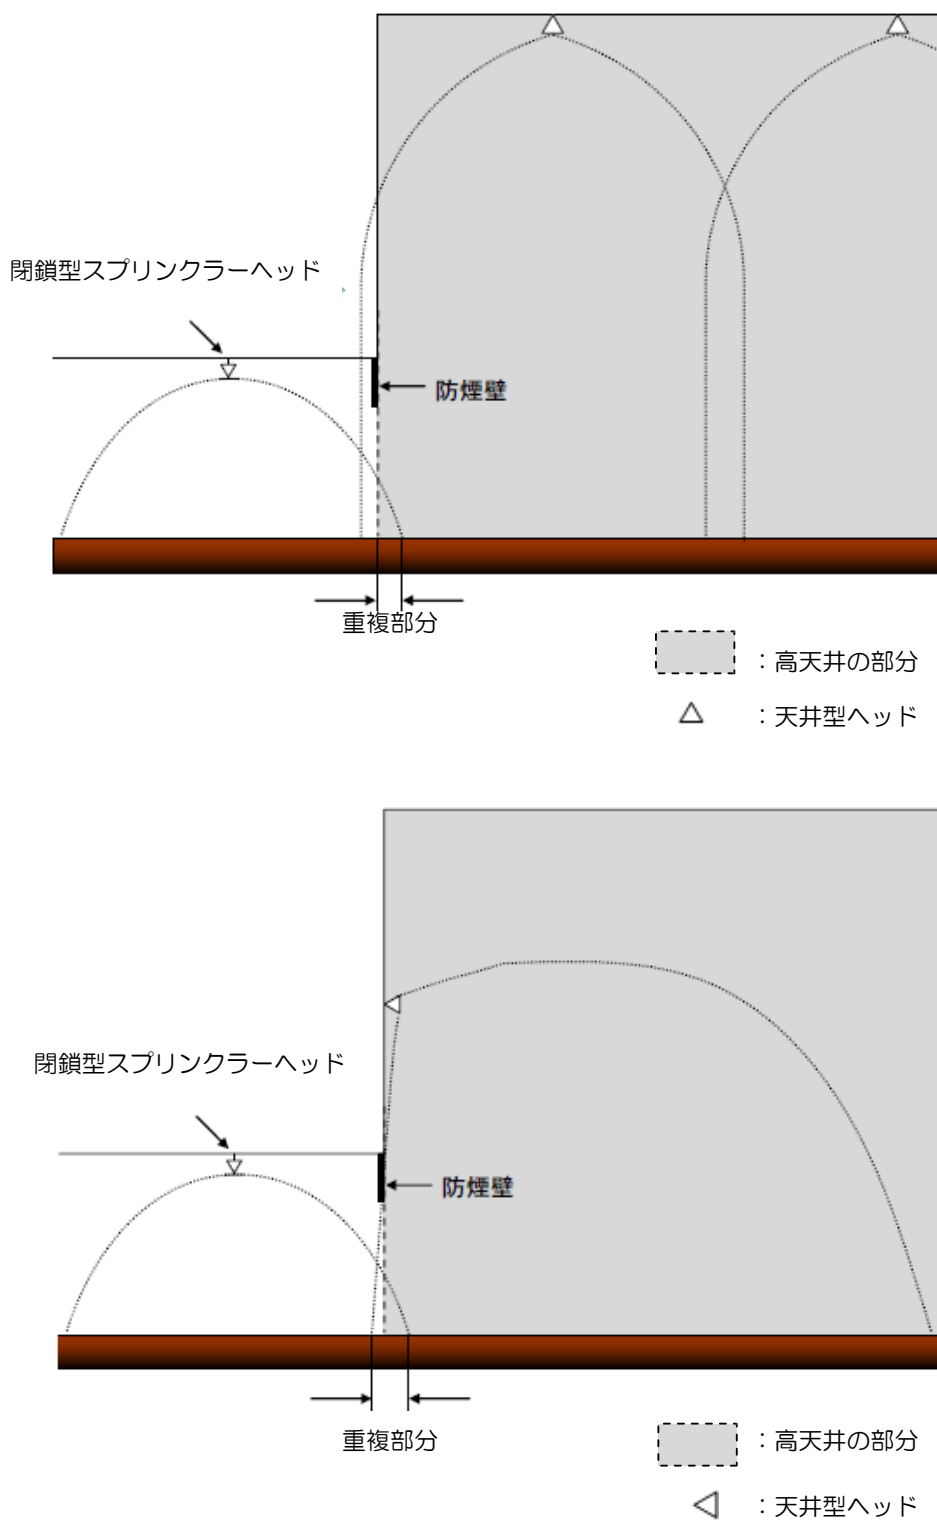 閉鎖型スプリンクラーヘッド
防煙壁
重複部分
：高天井の部分
：天井型ヘッド
閉鎖型スプリンクラーヘッド
防煙壁
重複部分
：高天井の部分
：天井型ヘッド